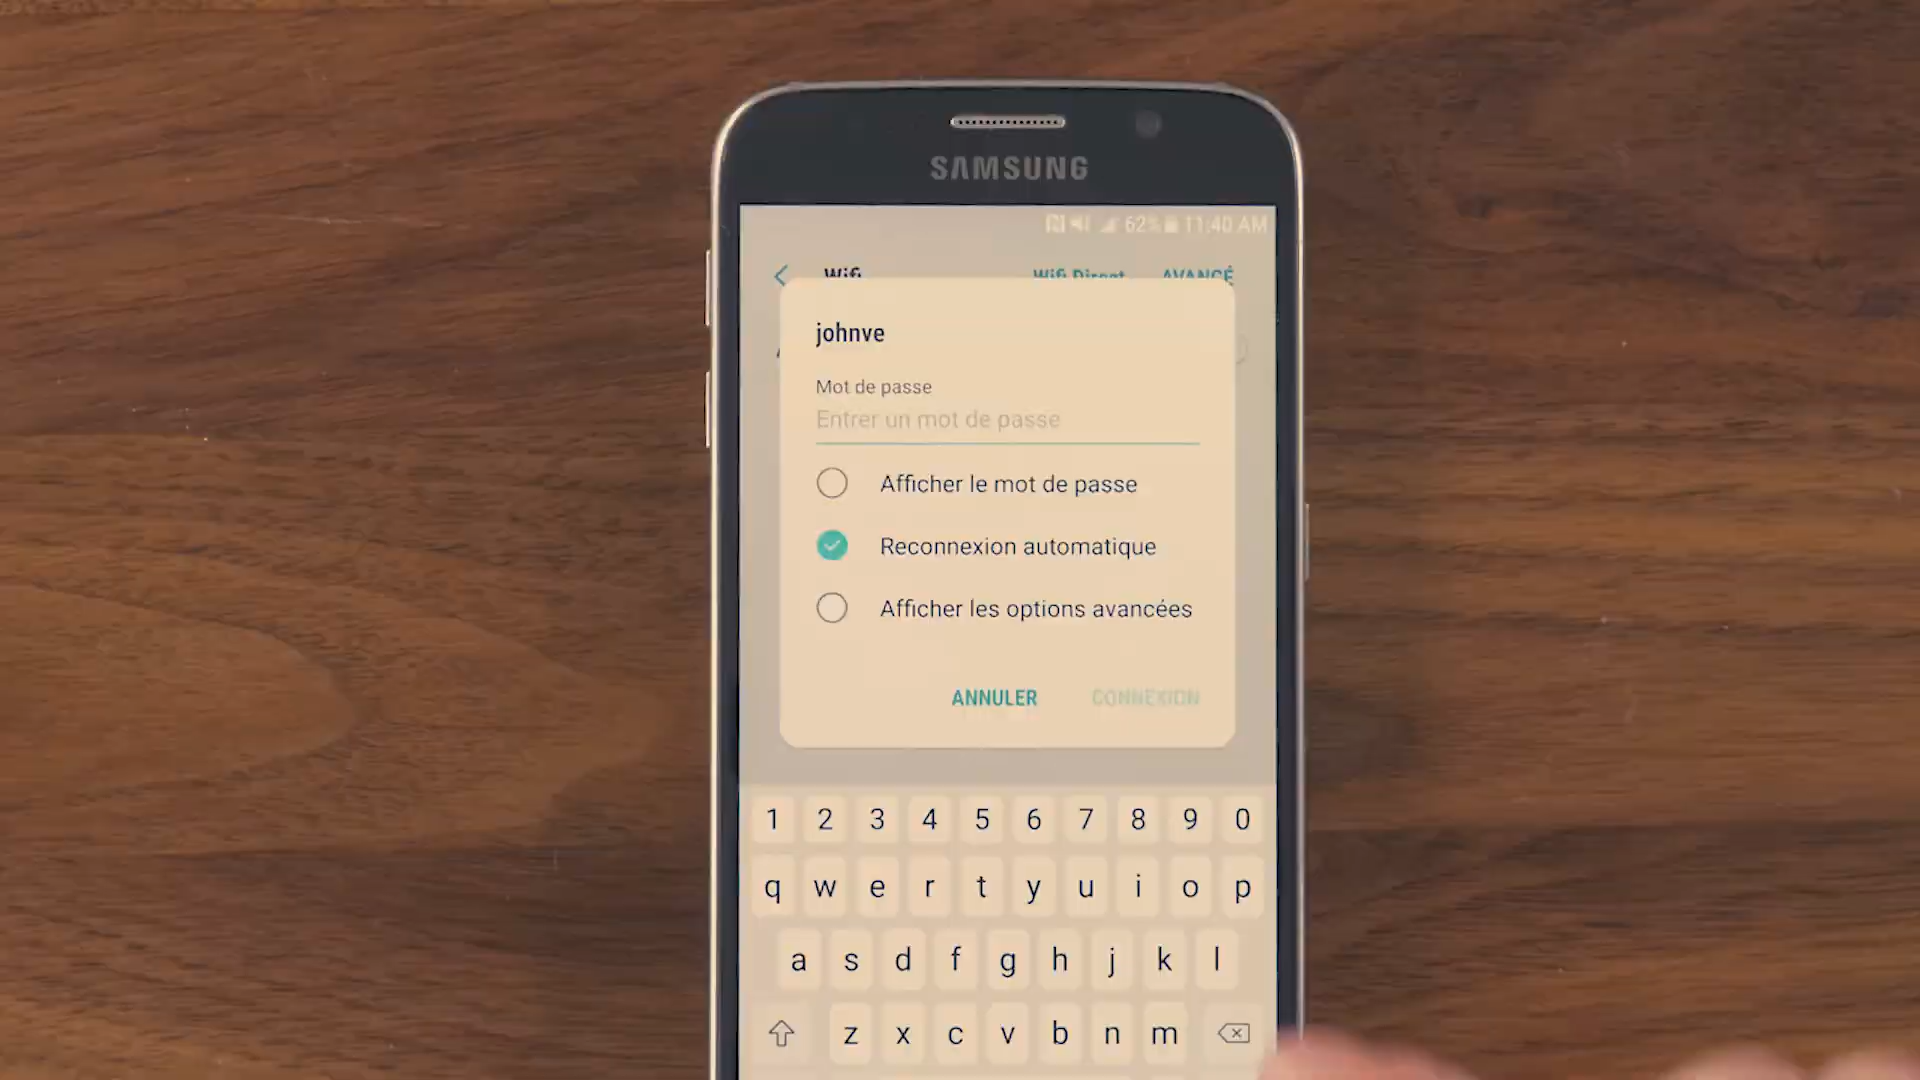 SAMSUNG
62% 11:40 AM
Wifi Wifi Direct AVANCÉ
johnve
Mot de passe
Entrer un mot de passe
Afficher le mot de passe
Reconnexion automatique
Afficher les options avancées
ANNULER CONNEXION
1 2 3 4 5 6 7 8 9 0
q w e r t y u i o p
a s d f g h j k l
z x c v b n m